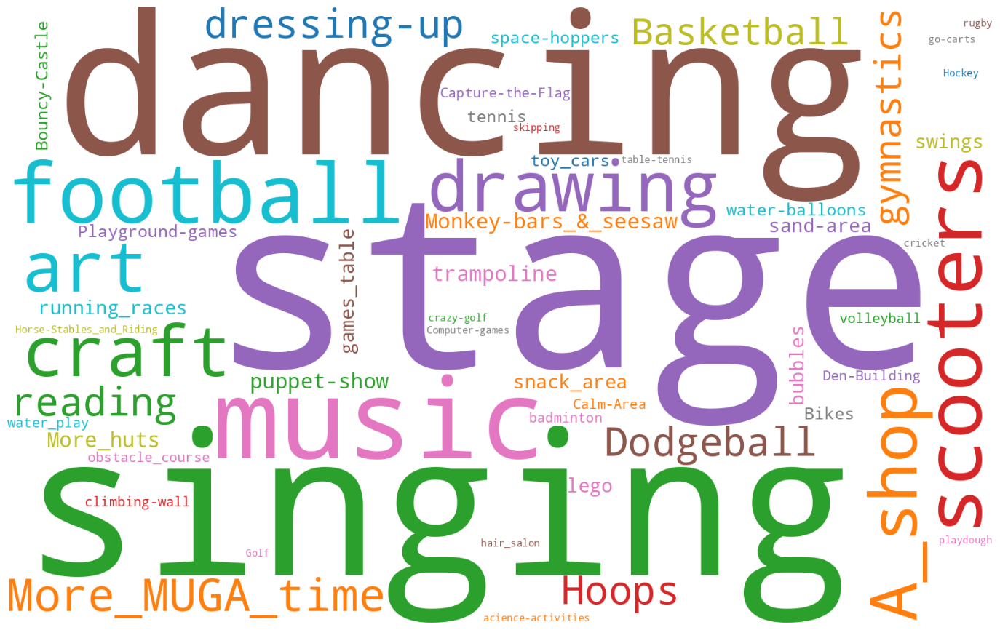 dressing-up
space-hoppers
Basketball
rugby
go-carts
Hockey
Bouncy-Castle
dancing
gymnastics
Capture-the-Flag
tennis
skipping
swings
football
drawing
toy_cars
table-tennis
scooters
Playground-games
Monkey-bars_&_seesaw
water-balloons
sand-area
cricket
art
games_table
stage
trampoline
running_races
crazy-golf
Computer-games
volleyball
Horse-Stables_and_Riding
craft
bubbles
puppet-show
snack_area
Den-Building
reading
music
Calm-Area
badminton
Bikes
water_play
More_huts
Dodgeball
A_shop
obstacle_course
singing
lego
climbing-wall
hair_salon
Golf
playdough
More_MUGA_time
Hoops
acience-activities